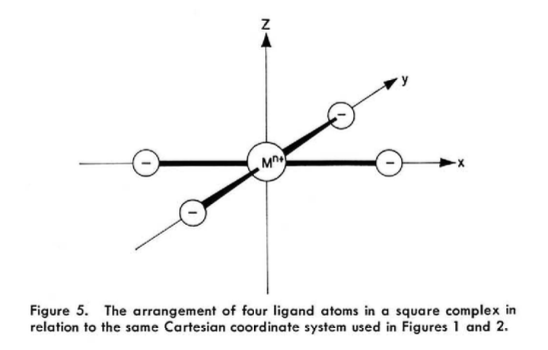 Z
y
−
− Mⁿ⁺ − x
−
Figure 5. The arrangement of four ligand atoms in a square complex in
relation to the same Cartesian coordinate system used in Figures 1 and 2.